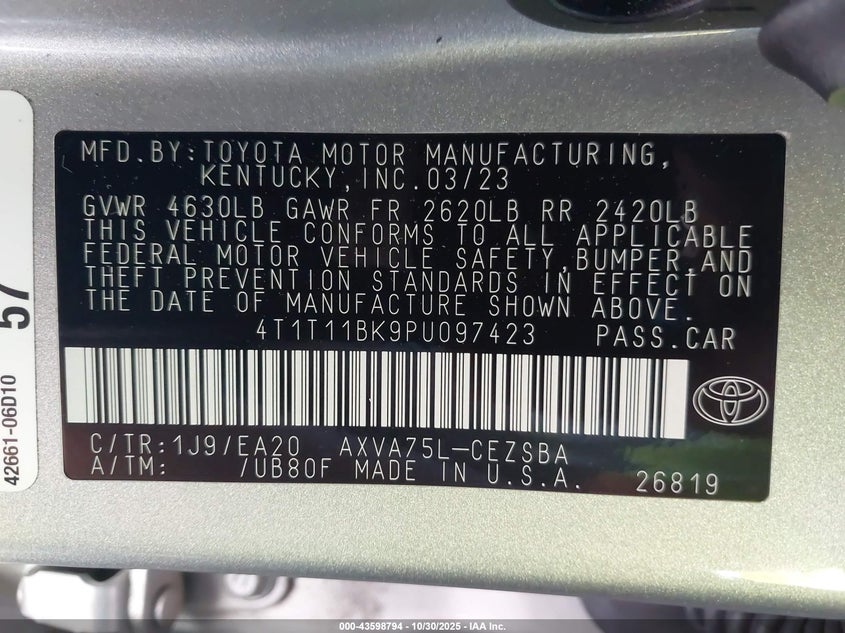 MFD.BY:TOYOTA MOTOR MANUFACTURING,
KENTUCKY,INC.03/23
GVWR 4630LB GAWR FR 2620LB RR 2420LB
THIS VEHICLE CONFORMS TO ALL APPLICABLE
FEDERAL MOTOR VEHICLE SAFETY,BUMPER,AND
THEFT PREVENTION STANDARDS IN EFFECT ON
THE DATE OF MANUFACTURE SHOWN ABOVE.
4T1T11BK9PU097423 PASS.CAR
C/TR:1J9/EA20 AXVA75L-CEZSBA
A/TM: /UB80F MADE IN U.S.A. 26819
57
42661-06D10
000-43598794 - 10/30/2025 - IAA Inc.